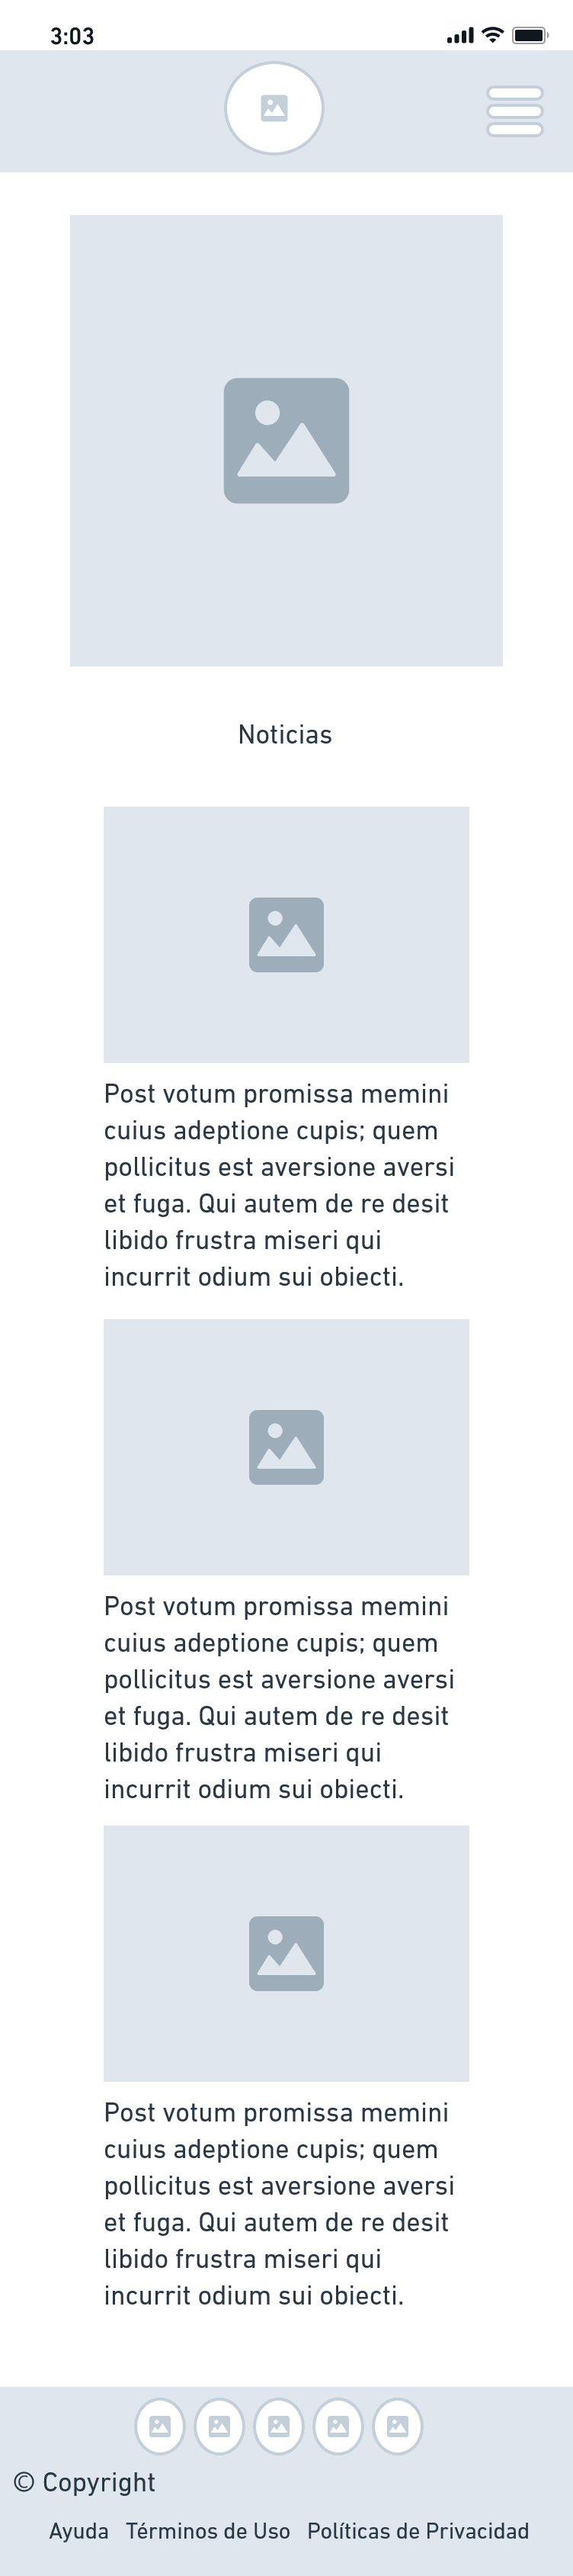 3:03
Noticias
Post votum promissa memini
cuius adeptione cupis; quem
pollicitus est aversione aversi
et fuga. Qui autem de re desit
libido frustra miseri qui
incurrit odium sui obiecti.
Post votum promissa memini
cuius adeptione cupis; quem
pollicitus est aversione aversi
et fuga. Qui autem de re desit
libido frustra miseri qui
incurrit odium sui obiecti.
Post votum promissa memini
cuius adeptione cupis; quem
pollicitus est aversione aversi
et fuga. Qui autem de re desit
libido frustra miseri qui
incurrit odium sui obiecti.
© Copyright
Ayuda Términos de Uso Políticas de Privacidad